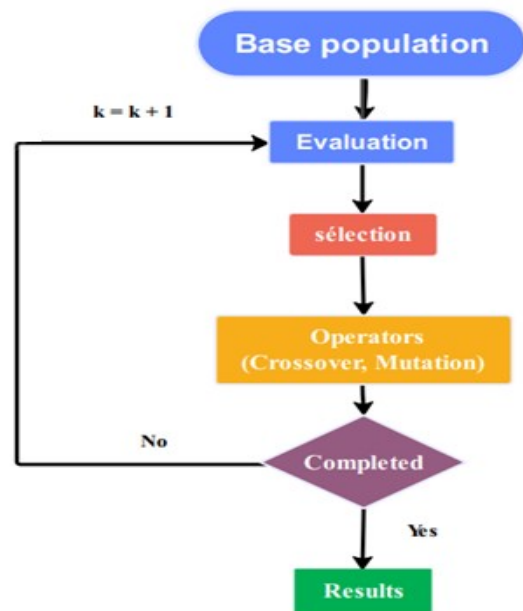 Base population
k = k + 1
Evaluation
sélection
Operators
(Crossover, Mutation)
No
Completed
Yes
Results